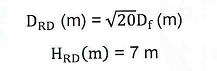 D_RD (m) = √20D_f (m)
H_RD(m) = 7 m